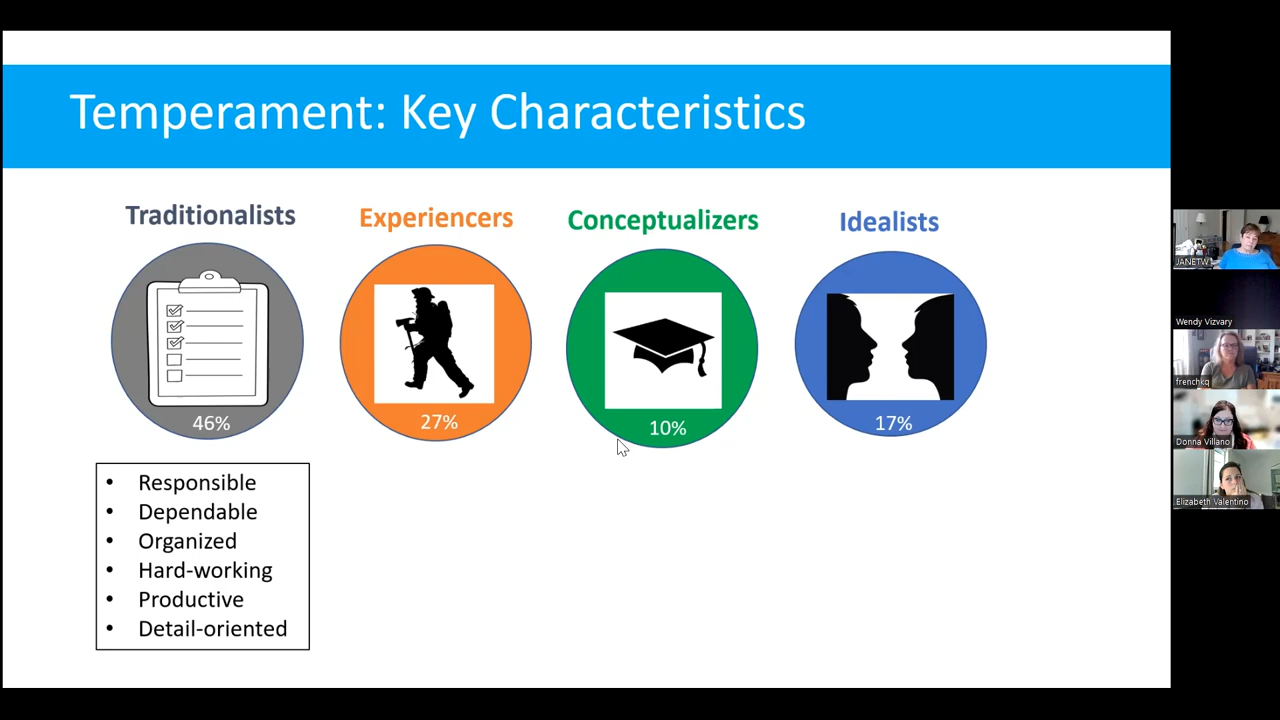 Temperament: Key Characteristics
Traditionalists
Experiencers
Conceptualizers
Idealists
46%
27%
10%
17%
• Responsible
• Dependable
• Organized
• Hard-working
• Productive
• Detail-oriented
JANETW
Wendy Vizvary
frenchkq
Donna Villano
Elizabeth Valentino